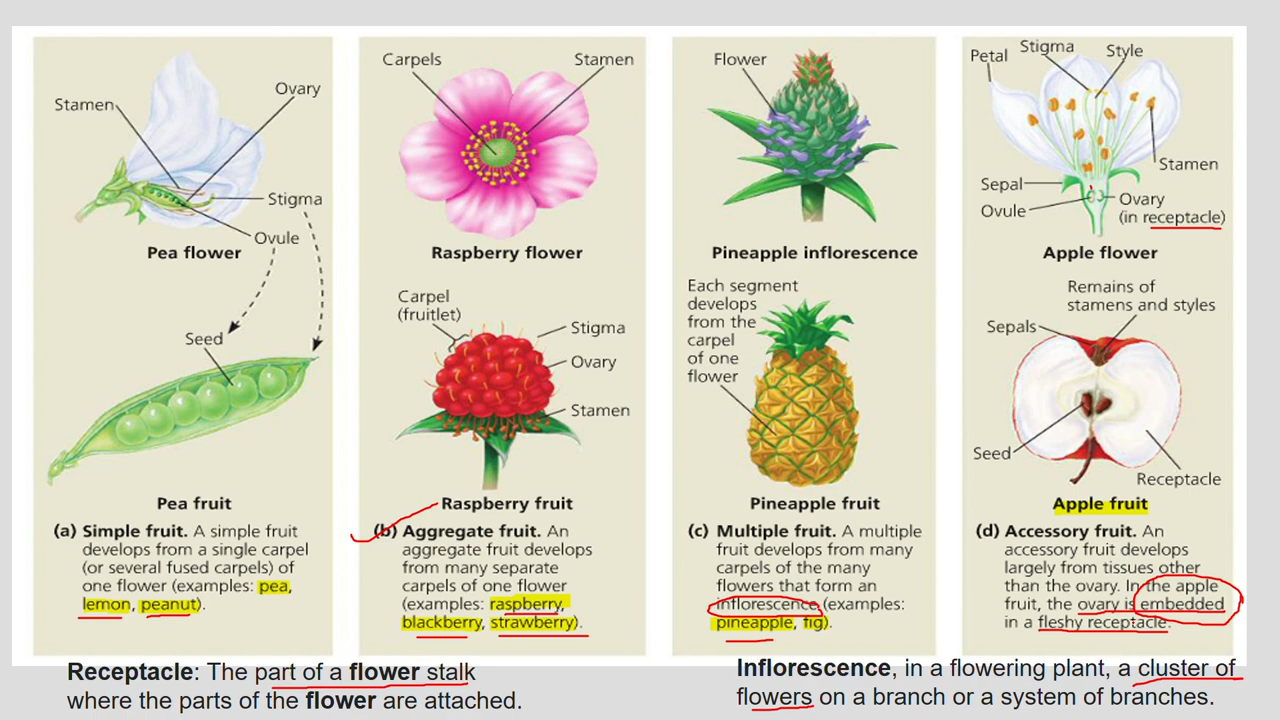 Stamen
Ovary
Stigma
Ovule
Pea flower
Seed
Pea fruit
(a) Simple fruit. A simple fruit
develops from a single carpel
(or several fused carpels) of
one flower (examples: pea,
lemon, peanut).
Carpels
Stamen
Raspberry flower
Carpel
(fruitlet)
Stigma
Ovary
Stamen
Raspberry fruit
(b) Aggregate fruit. An
aggregate fruit develops
from many separate
carpels of one flower
(examples: raspberry,
blackberry, strawberry).
Flower
Pineapple inflorescence
Each segment
develops
from the
carpel
of one
flower
Pineapple fruit
(c) Multiple fruit. A multiple
fruit develops from many
carpels of the many
flowers that form an
inflorescence (examples:
pineapple, fig).
Petal
Stigma
Style
Stamen
Sepal
Ovule
Ovary
(in receptacle)
Apple flower
Remains of
stamens and styles
Sepals
Seed
Receptacle
Apple fruit
(d) Accessory fruit. An
accessory fruit develops
largely from tissues other
than the ovary. In the apple
fruit, the ovary is embedded
in a fleshy receptacle.
Receptacle: The part of a flower stalk
where the parts of the flower are attached.
Inflorescence, in a flowering plant, a cluster of
flowers on a branch or a system of branches.